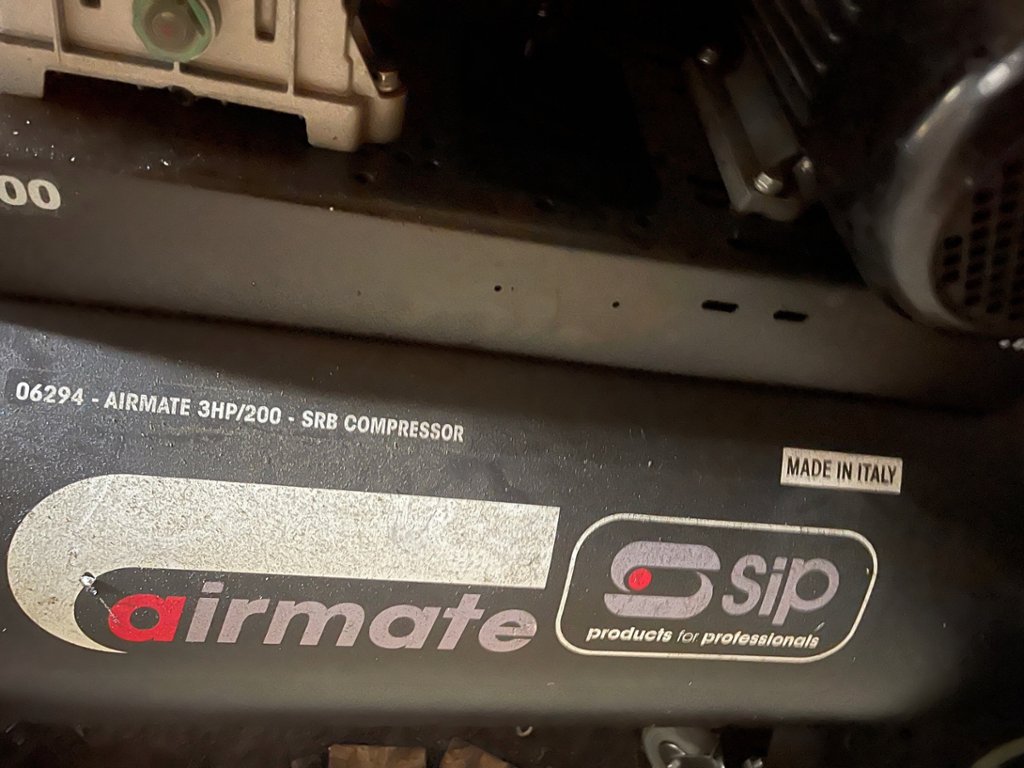 00
06294 - AIRMATE 3HP/200 - SRB COMPRESSOR
MADE IN ITALY
airmate
sip
products for professionals